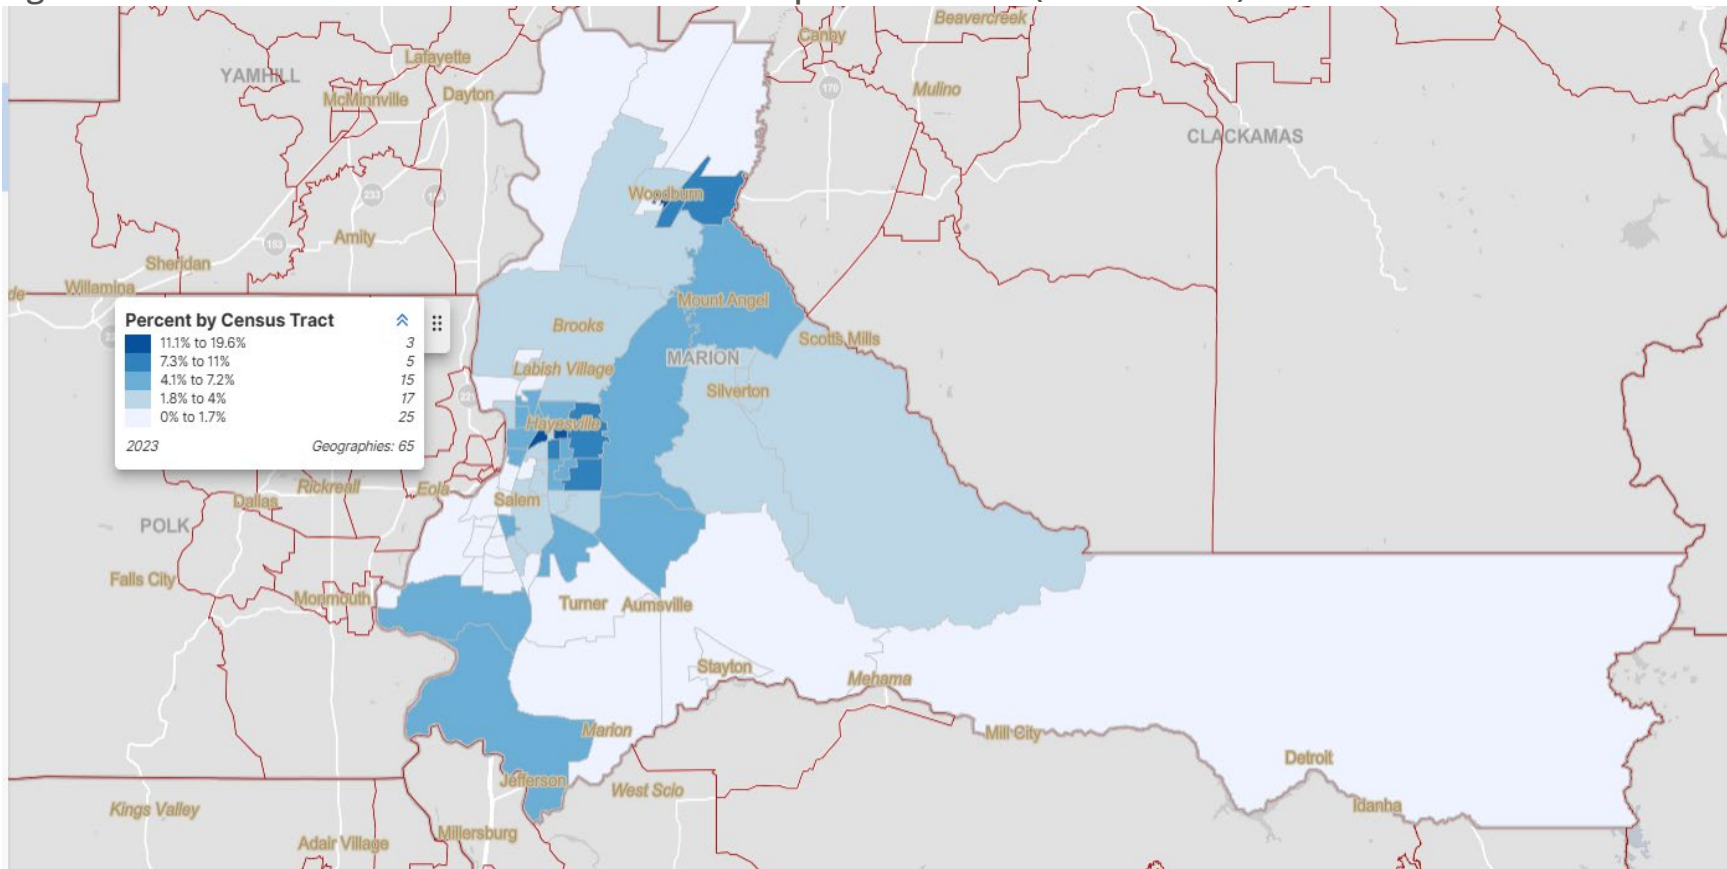 Beavercreek
Canby
Lafayette
YAMHILL
McMinnville
Dayton
170
Mulino
CLACKAMAS
Woodburn
233
Amity
153
Sheridan
Willamina
Mount Angel
Percent by Census Tract
11.1% to 19.6% 3
7.3% to 11% 5
4.1% to 7.2% 15
1.8% to 4% 17
0% to 1.7% 25
2023 Geographies: 65
Brooks
Scotts Mills
MARION
Labish Village
Silverton
221
Hayesville
Rickreall
Eola
Dallas
Salem
POLK
Falls City
Monmouth
Turner
Aumsville
Stayton
Mehama
Marion
Mill City
Detroit
Jefferson
West Scio
Idanha
Kings Valley
Millersburg
Adair Village